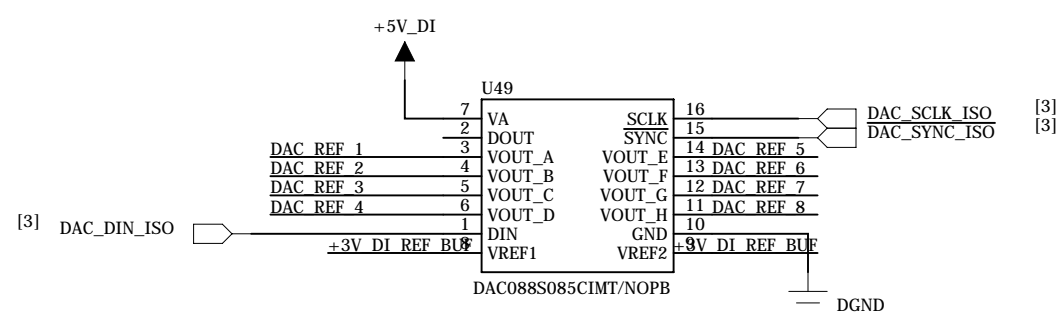 +5V_DI
U49
7 VA SCLK 16 DAC_SCLK_ISO [3]
2 DOUT SYNC 15 DAC_SYNC_ISO [3]
DAC_REF_1 3 VOUT_A VOUT_E 14 DAC_REF_5
DAC_REF_2 4 VOUT_B VOUT_F 13 DAC_REF_6
DAC_REF_3 5 VOUT_C VOUT_G 12 DAC_REF_7
DAC_REF_4 6 VOUT_D VOUT_H 11 DAC_REF_8
[3] DAC_DIN_ISO 1 DIN GND 10
+3V_DI_REF_BUF 8 VREF1 VREF2 9 +3V_DI_REF_BUF
DAC088S085CIMT/NOPB
DGND